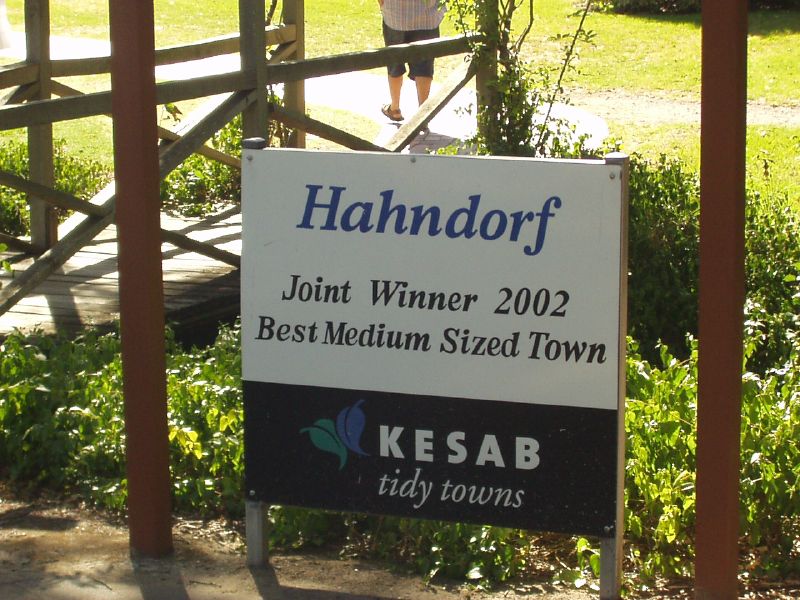 Hahndorf
Joint Winner 2002
Best Medium Sized Town
KESAB
tidy towns